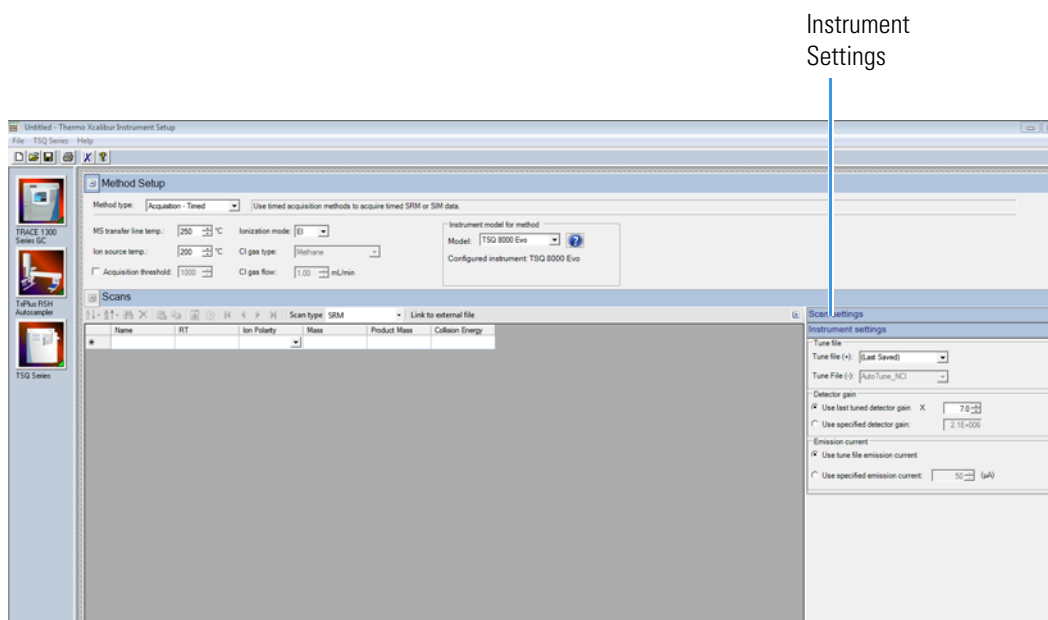 Instrument
Settings
Untitled - Thermo Xcalibur Instrument Setup
File TSQ Series Help
Method Setup
Method type: Acquisition - Timed Use timed acquisition methods to acquire timed SRM or SIM data.
MS transfer line temp.: 250 °C Ionization mode: EI
Instrument model for method
Model: TSQ 8000 Evo
Ion source temp.: 200 °C CI gas type: Methane
Configured instrument: TSQ 8000 Evo
Acquisition threshold: 1000 CI gas flow: 1.00 mL/min
TRACE 1300
Series GC
TriPlus RSH
Autosampler
TSQ Series
Scans
Scan type SRM Link to external file
Name RT Ion Polarity Mass Product Mass Collision Energy
Scan settings
Instrument settings
Tune file
Tune file (+): (Last Saved)
Tune File (-): AutoTune_NCI
Detector gain
Use last tuned detector gain X 7.0
Use specified detector gain: 2.1E+006
Emission current
Use tune file emission current
Use specified emission current: 50 (µA)